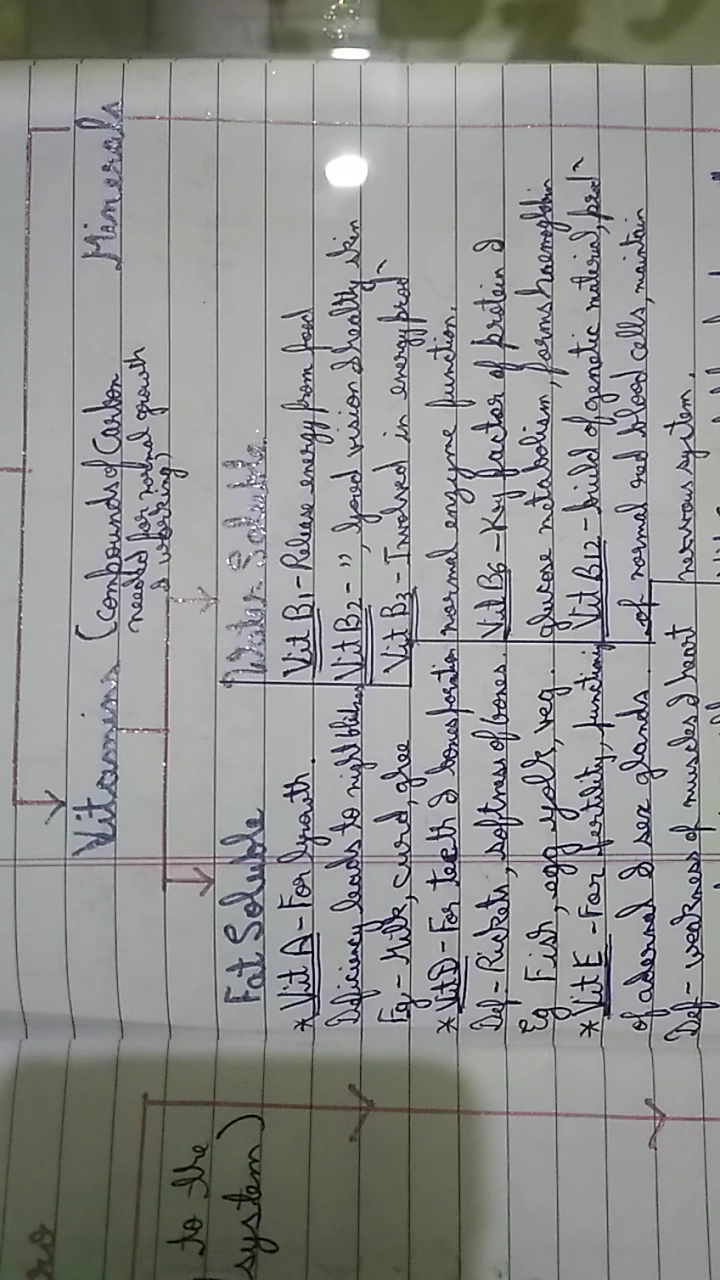 Vitamins (Compounds of Carbon
needed for normal growth
& working)
Minerals
Fat Soluble
* Vit A - For Growth.
Deficiency leads to night blindness
Eg - Milk, curd, ghee
* Vit D - For teeth & bones formation
Def - Rickets, softness of bones.
Eg Fish, egg yolk, veg.
* Vit E - For fertility, functioning
of adrenal & sex glands.
Def - weakness of muscles & heart
Water Soluble
Vit B1 - Release energy from food
Vit B2 - ", Good vision & healthy skin
Vit B3 - Involved in energy prod~
normal enzyme function.
Vit B6 - Key factor of protein &
glucose metabolism, forms haemoglobin
Vit B12 - build of genetic material, prod~
of normal red blood cells, maintain
nervous system.
to the
system)